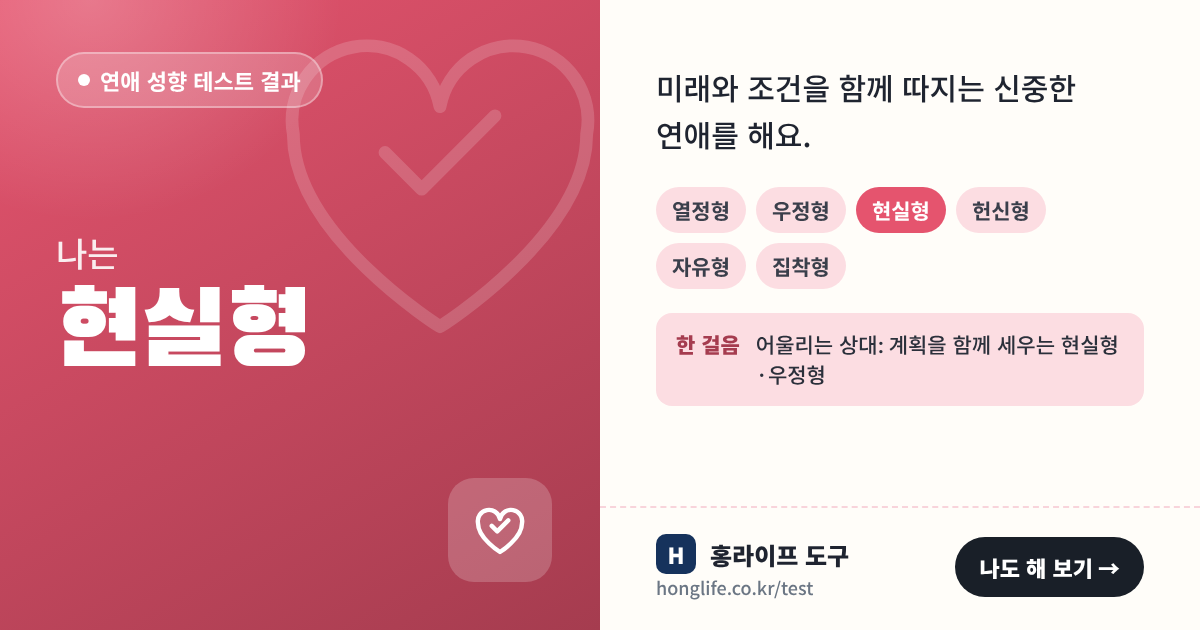 연애 성향 테스트 결과
나는
현실형
미래와 조건을 함께 따지는 신중한
연애를 해요.
열정형 우정형 현실형 헌신형
자유형 집착형
한 걸음 어울리는 상대: 계획을 함께 세우는 현실형
·우정형
H 홍라이프 도구
honglife.co.kr/test
나도 해 보기 →